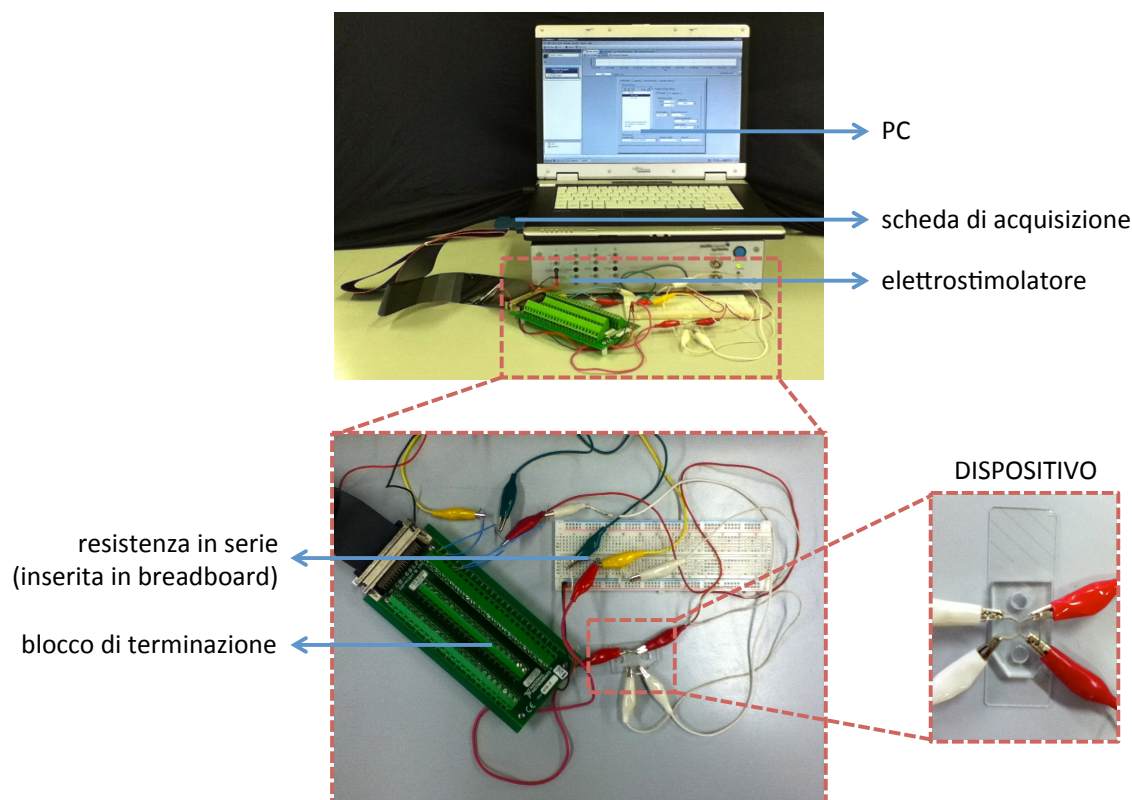 PC
scheda di acquisizione
elettrostimolatore
DISPOSITIVO
resistenza in serie
(inserita in breadboard)
blocco di terminazione